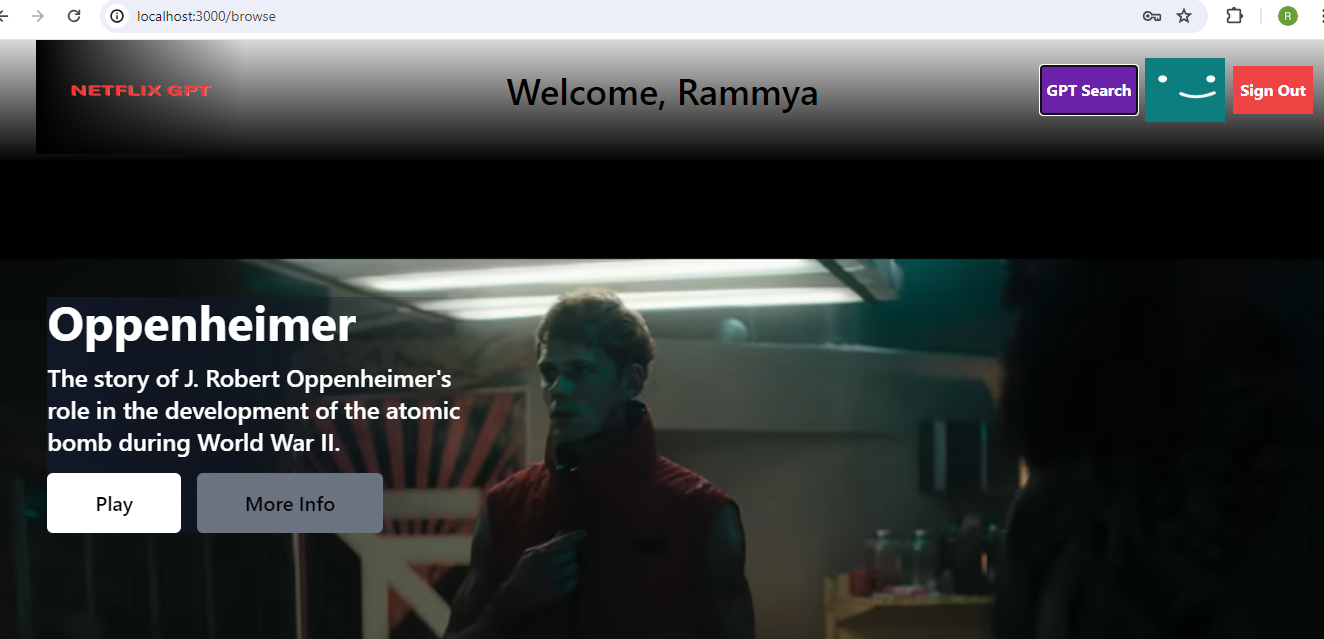 localhost:3000/browse
R
NETFLIX GPT
Welcome, Rammya
GPT Search
Sign Out
Oppenheimer
The story of J. Robert Oppenheimer's
role in the development of the atomic
bomb during World War II.
Play
More Info